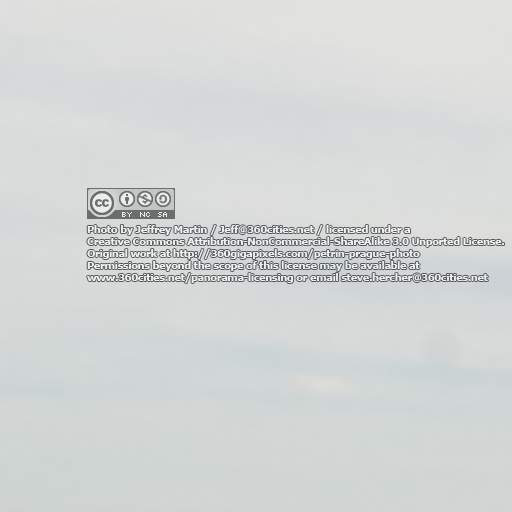 cc BY NC SA
Photo by Jeffrey Martin / Jeff@360cities.net / licensed under a
Creative Commons Attribution-NonCommercial-ShareAlike 3.0 Unported License.
Original work at http://360gigapixels.com/petrin-prague-photo
Permissions beyond the scope of this license may be available at
www.360cities.net/panorama-licensing or email steve.hercher@360cities.net